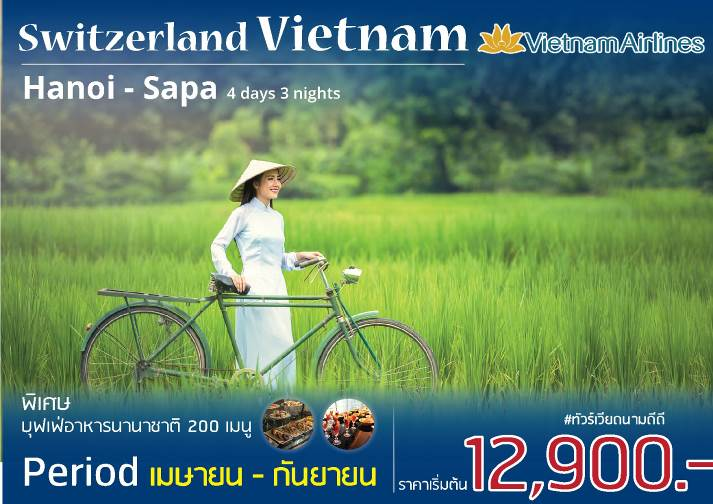 Switzerland Vietnam
VietnamAirlines
Hanoi - Sapa 4 days 3 nights
พิเศษ
บุฟเฟ่อาหารนานาชาติ 200 เมนู
Period เมษายน - กันยายน
#ทัวร์เวียดนามดีดี
ราคาเริ่มต้น 12,900.-